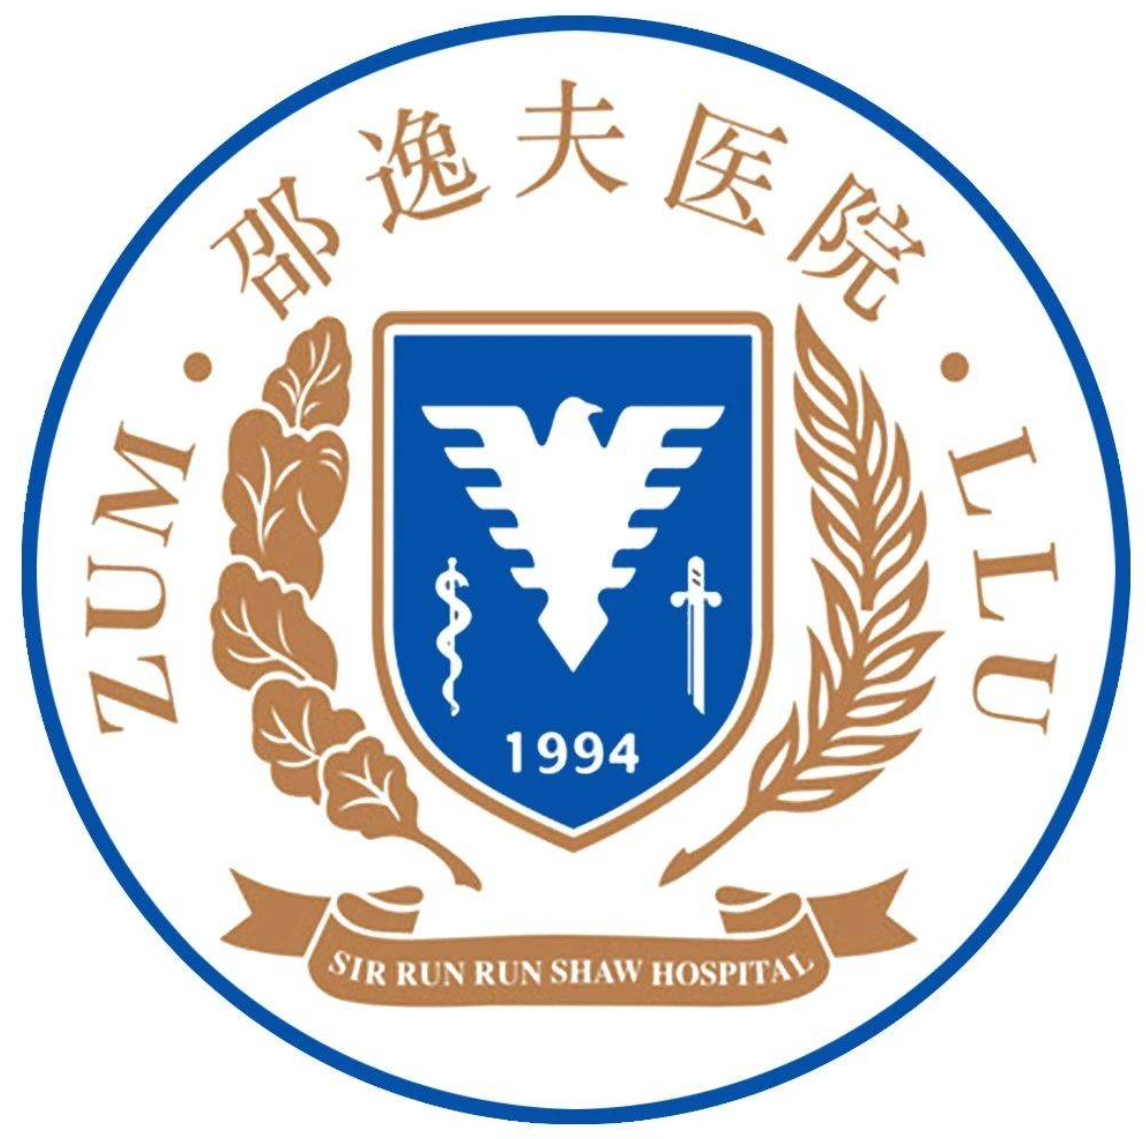 邵逸夫医院
ZUM · · LLU
1994
SIR RUN RUN SHAW HOSPITAL